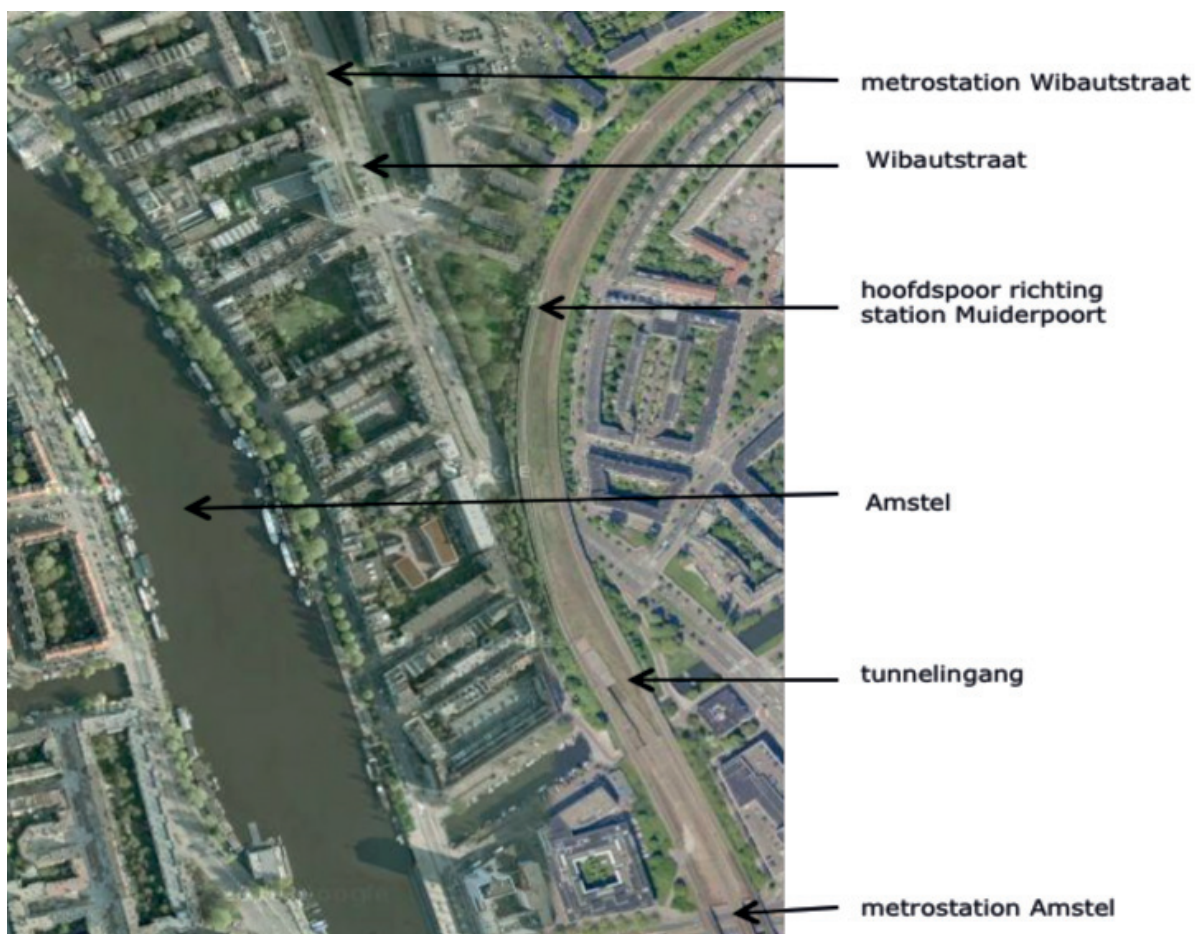 metrostation Wibautstraat
Wibautstraat
hoofdspoor richting
station Muiderpoort
Amstel
tunnelingang
metrostation Amstel